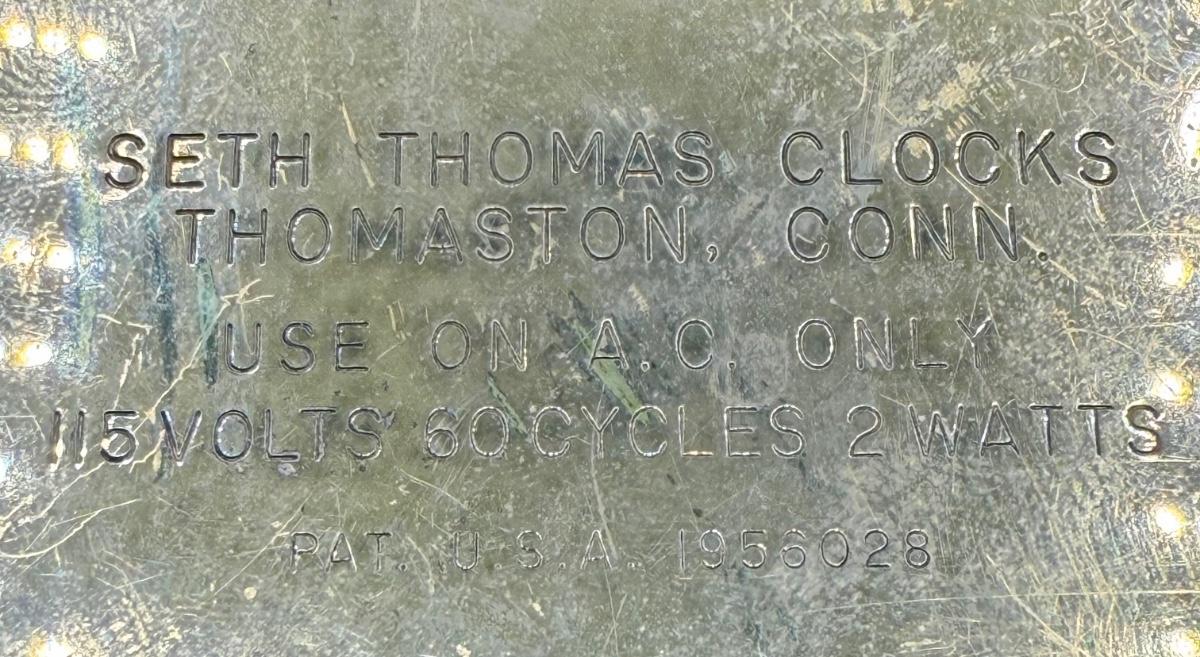 SETH THOMAS CLOCKS
THOMASTON, CONN.
USE ON A.C. ONLY
115 VOLTS 60 CYCLES 2 WATTS
PAT. U.S.A. 1956028